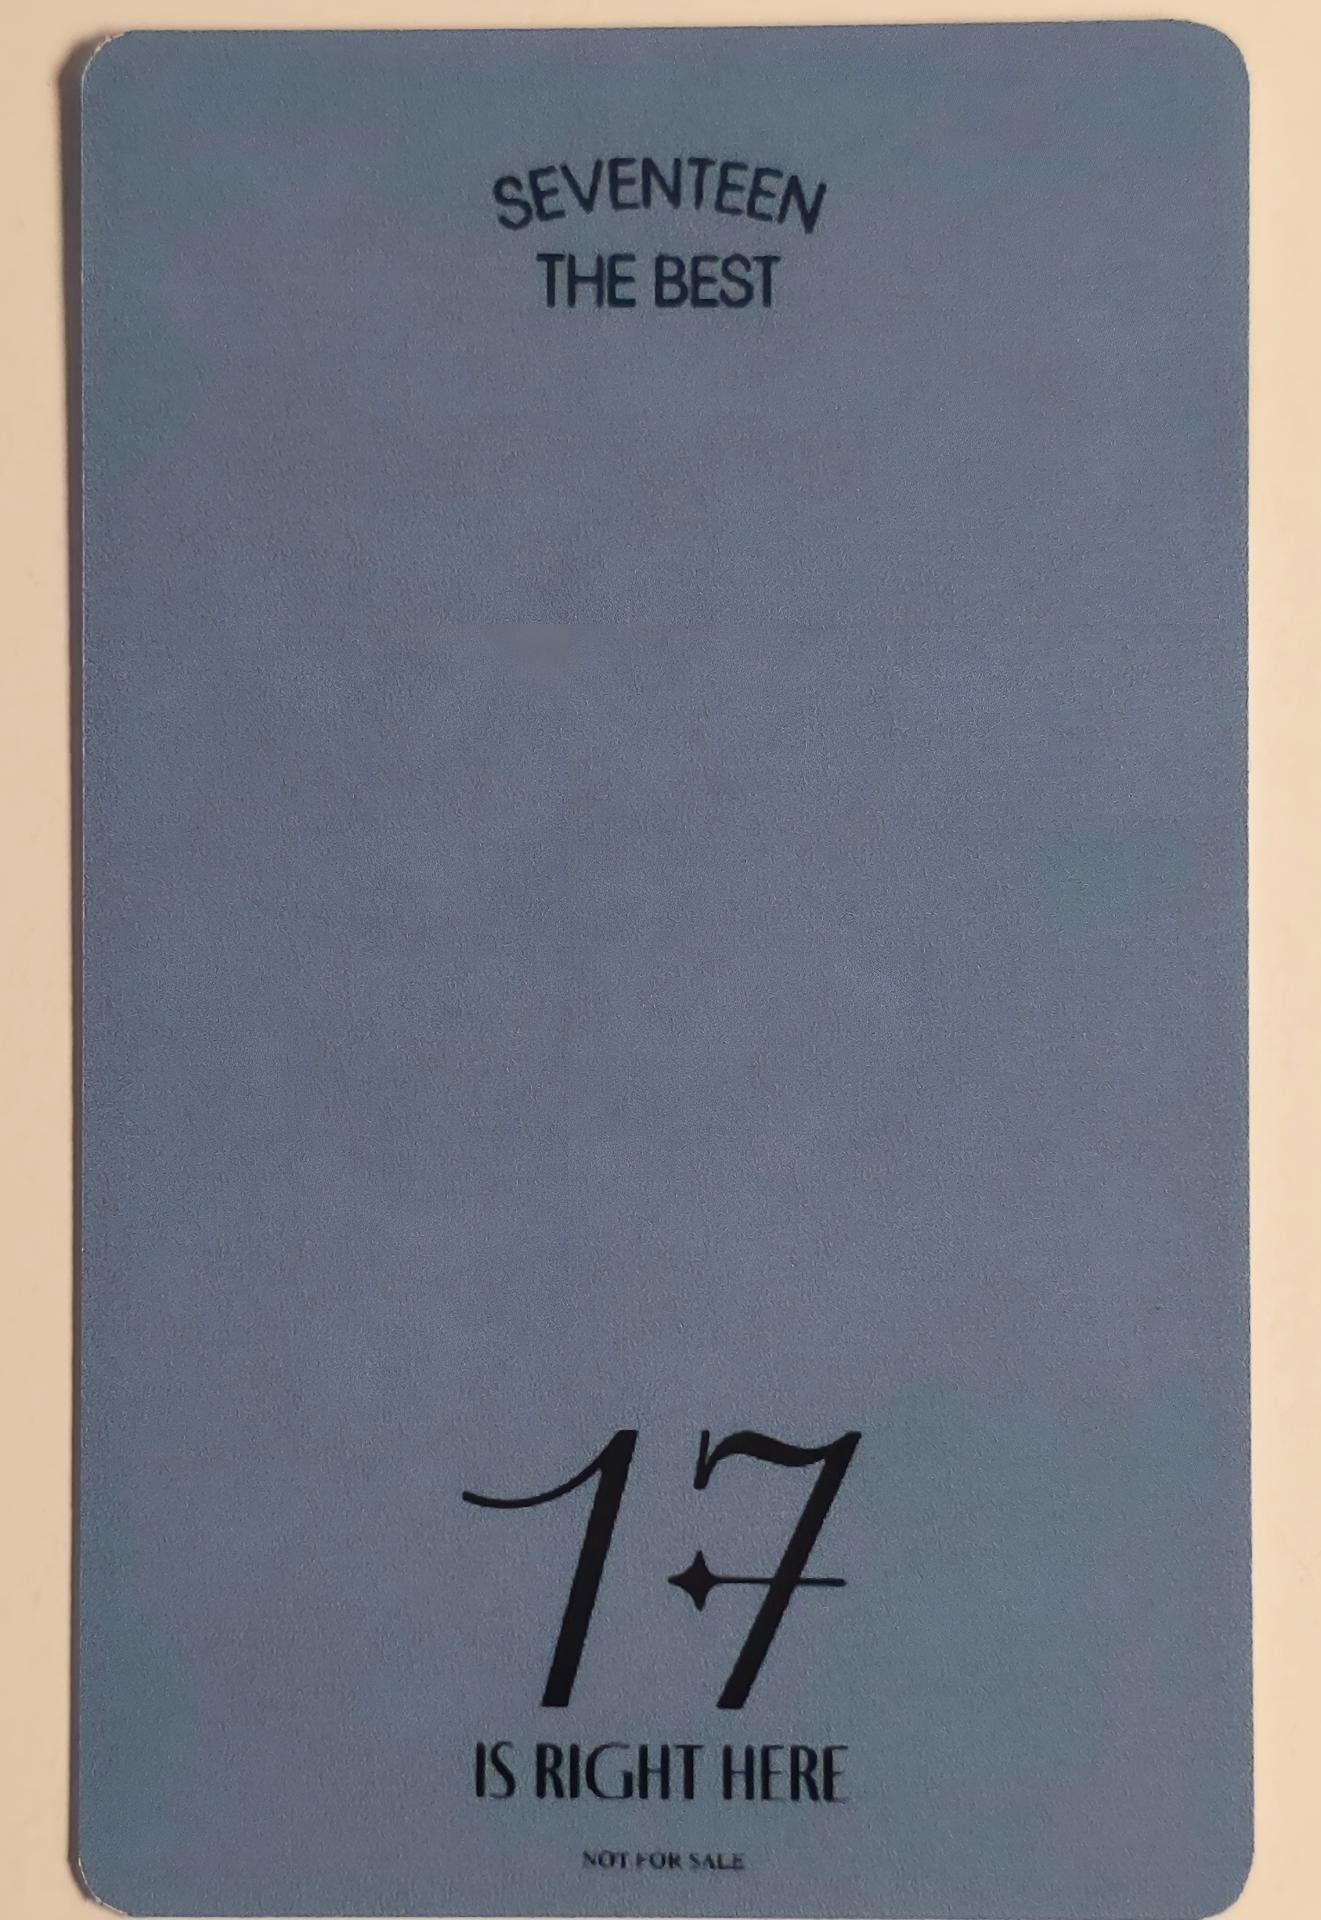 SEVENTEEN
THE BEST
17
IS RIGHT HERE
NOT FOR SALE